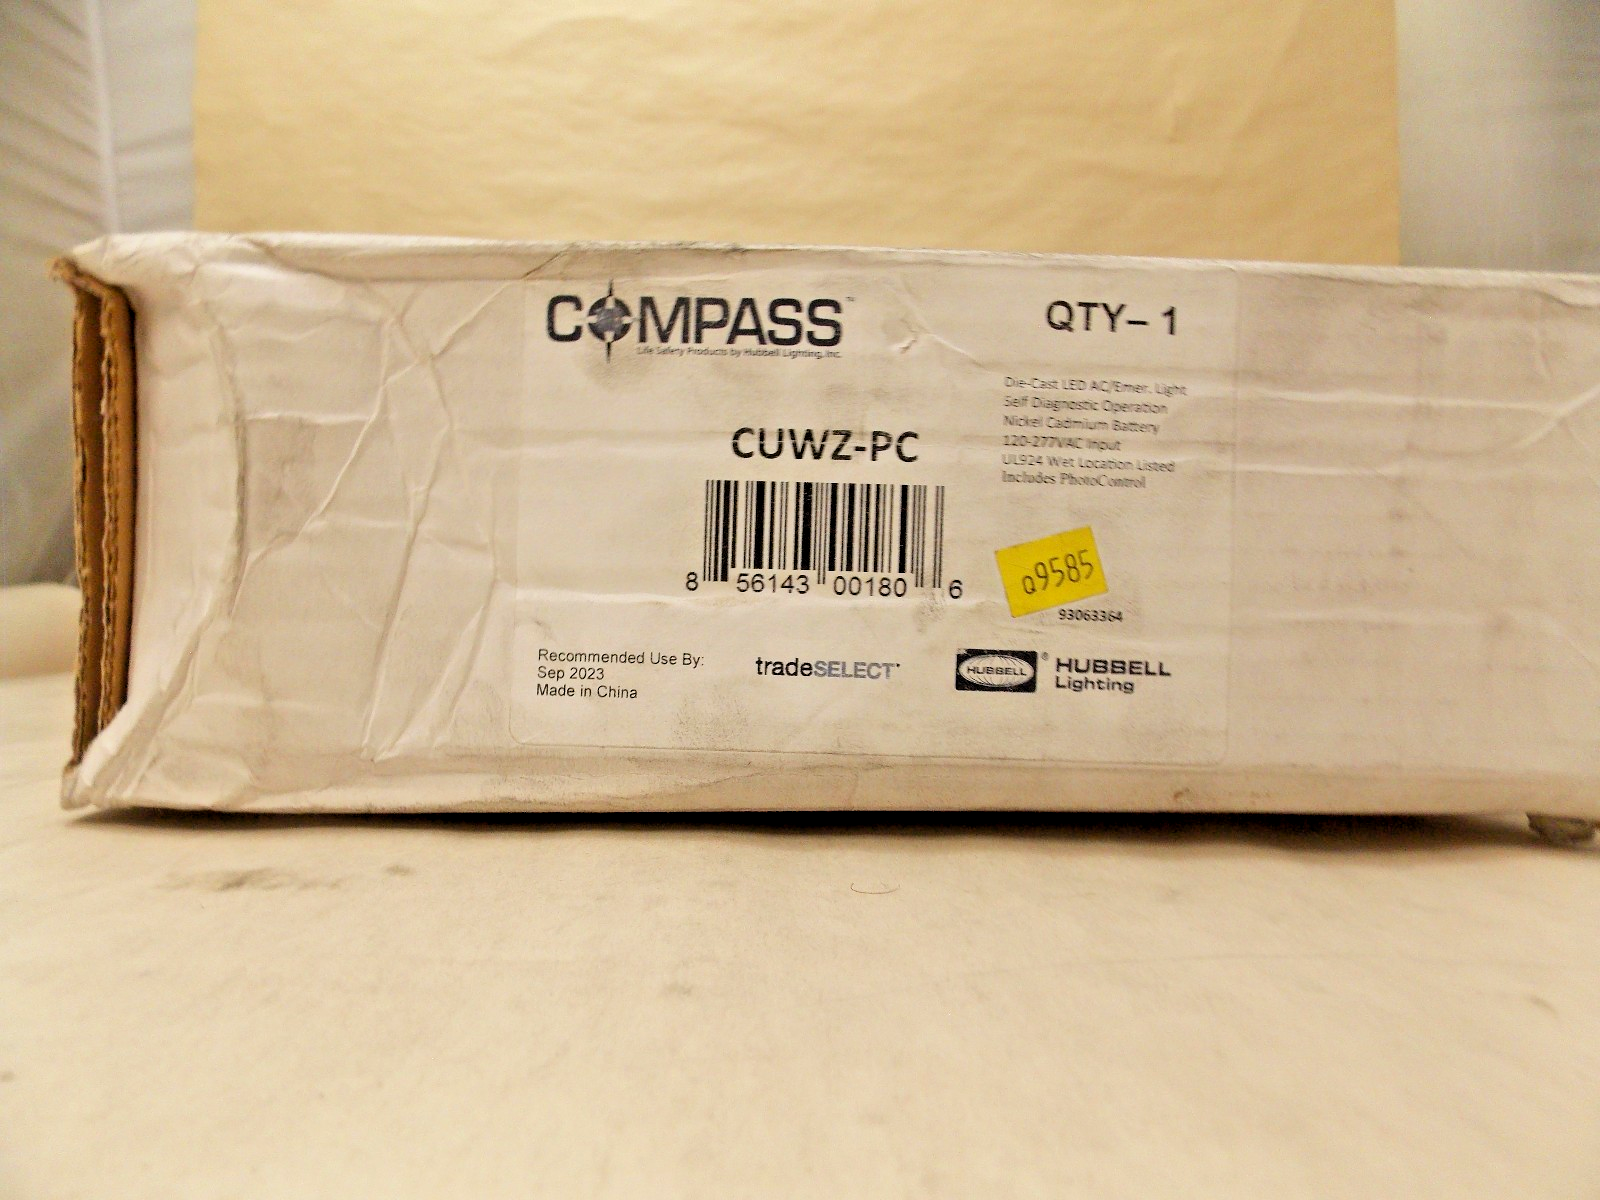 COMPASS™
Life Safety Products by Hubbell Lighting, Inc.
QTY– 1
Die-Cast LED AC/Emer. Light
Self Diagnostic Operation
Nickel Cadmium Battery
120-277VAC Input
UL924 Wet Location Listed
Includes PhotoControl
CUWZ-PC
8 56143 00180 6
Q9585
93063364
Recommended Use By:
Sep 2023
Made in China
tradeSELECT
HUBBELL
® HUBBELL
Lighting